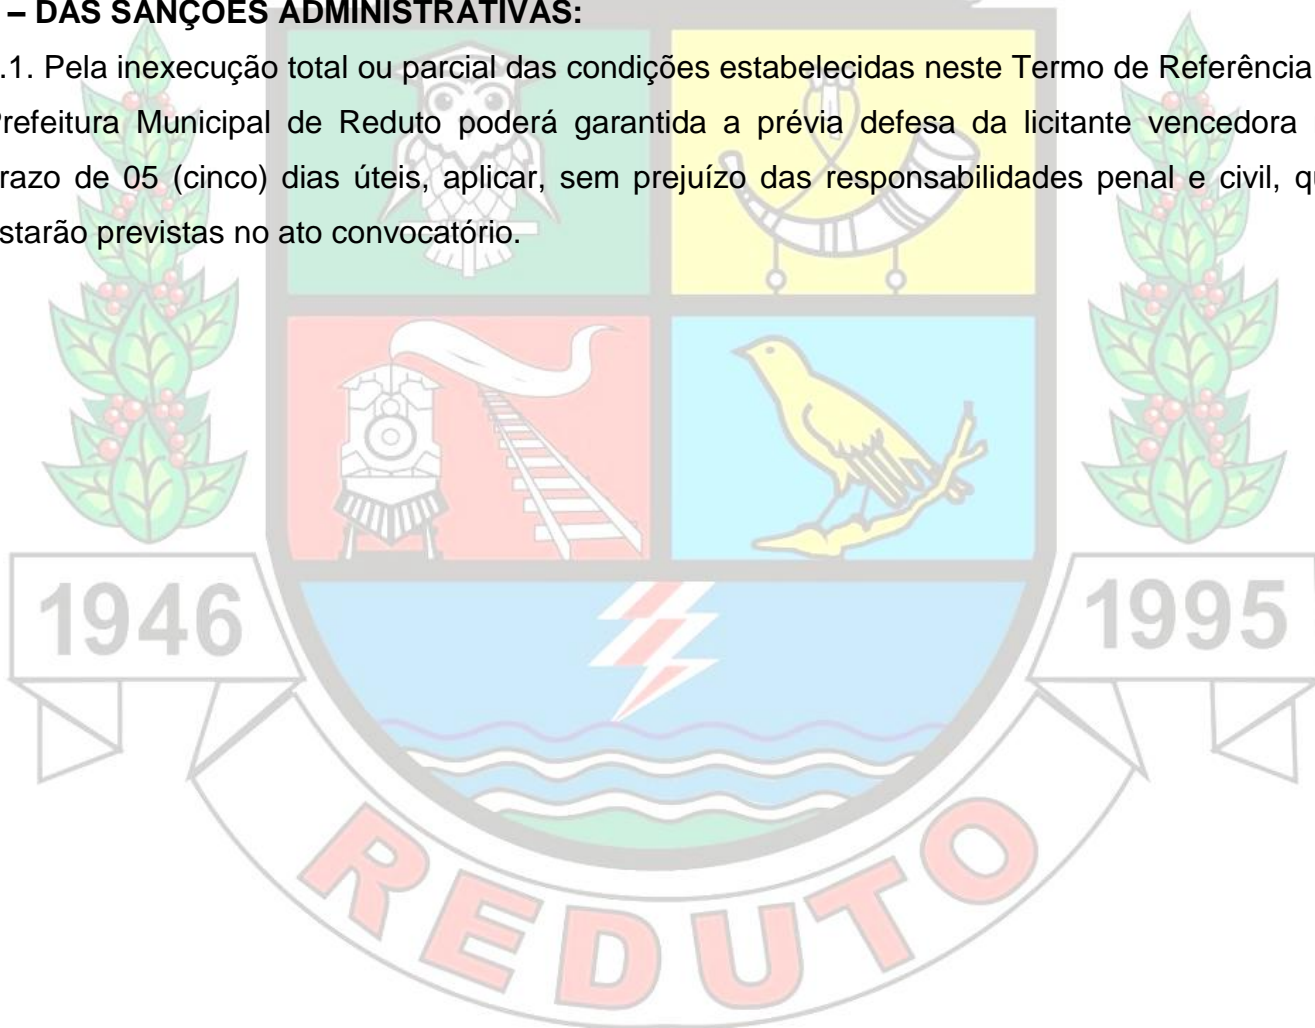 – DAS SANÇÕES ADMINISTRATIVAS:
.1. Pela inexecução total ou parcial das condições estabelecidas neste Termo de Referência
Prefeitura Municipal de Reduto poderá garantida a prévia defesa da licitante vencedora
razo de 05 (cinco) dias úteis, aplicar, sem prejuízo das responsabilidades penal e civil, qu
starão previstas no ato convocatório.
1946
1995
REDUTO